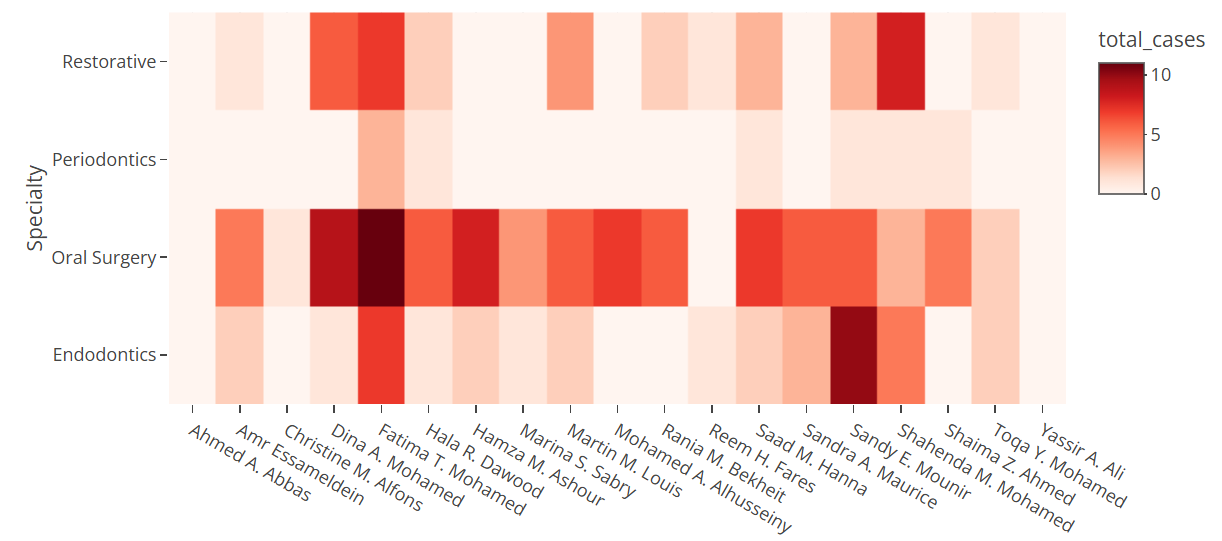 total_cases
10
5
0
Specialty
Restorative
Periodontics
Oral Surgery
Endodontics
Ahmed A. Abbas
Amr Essameldein
Christine M. Alfons
Dina A. Mohamed
Fatima T. Mohamed
Hala R. Dawood
Hamza M. Ashour
Marina S. Sabry
Martin M. Louis
Mohamed A. Alhusseiny
Rania M. Bekheit
Reem H. Fares
Saad M. Hanna
Sandra A. Maurice
Sandy E. Mounir
Shahenda M. Mohamed
Shaima Z. Ahmed
Toqa Y. Mohamed
Yassir A. Ali